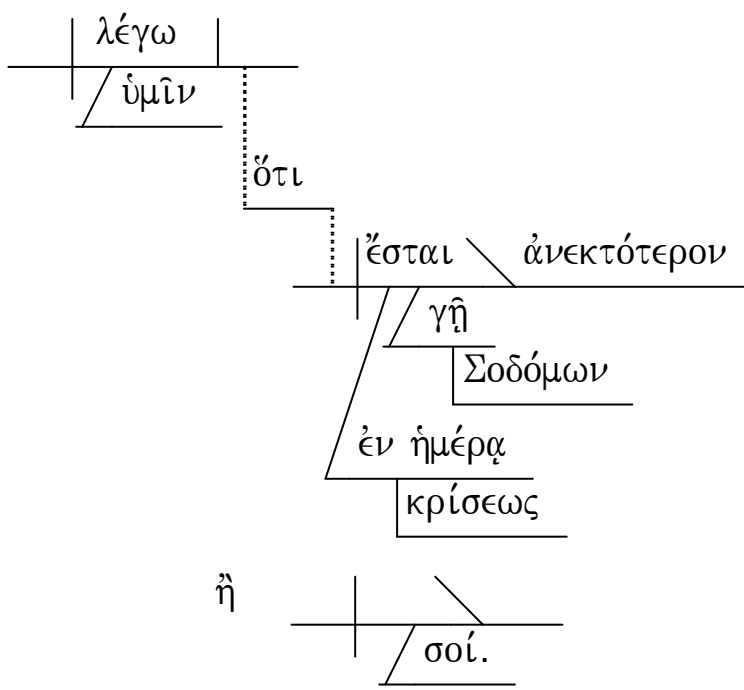 λέγω
ὑμῖν
ὅτι
ἔσται ἀνεκτότερον
γῇ
Σοδόμων
ἐν ἡμέρᾳ
κρίσεως
ἢ
σοί.